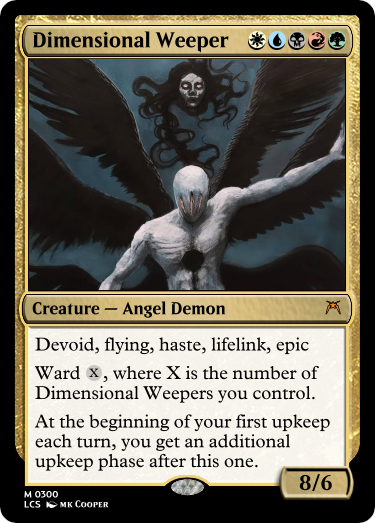 Dimensional Weeper
Creature — Angel Demon
Devoid, flying, haste, lifelink, epic
Ward X, where X is the number of
Dimensional Weepers you control.
At the beginning of your first upkeep
each turn, you get an additional
upkeep phase after this one.
8/6
M 0300
LCS MK COOPER